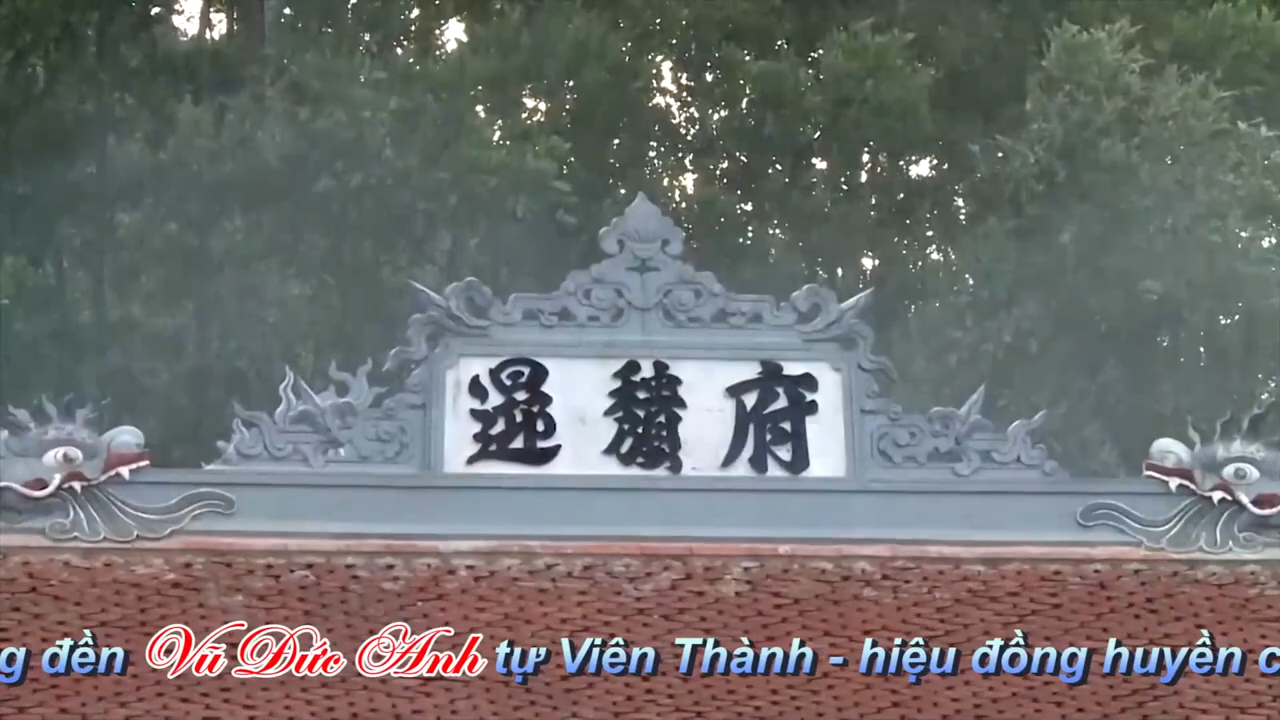 府
g đền Vũ Đức Anh tự Viên Thành - hiệu đồng huyền c